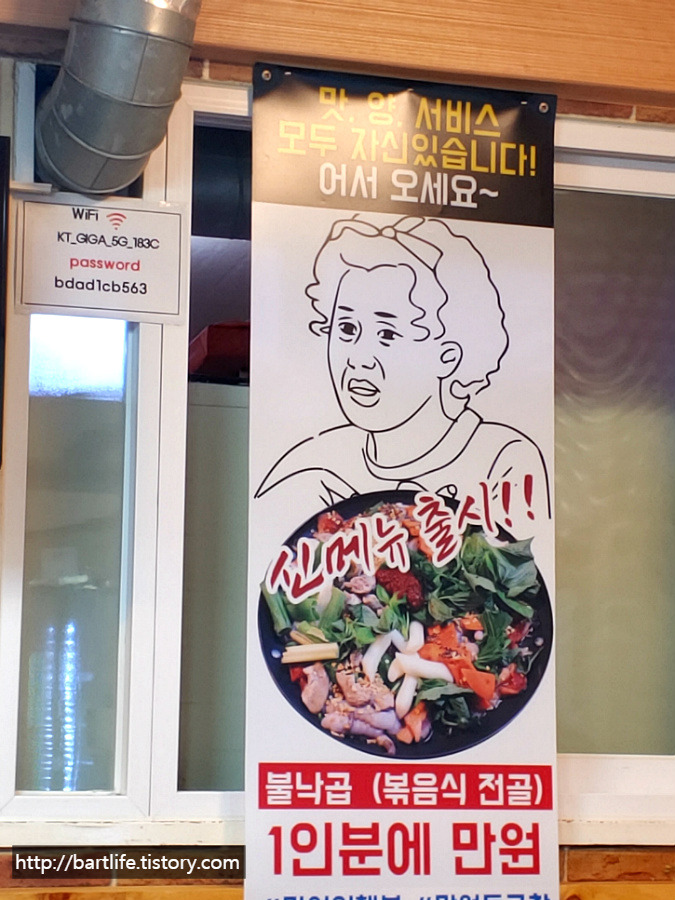 맛. 양. 서비스
모두 자신있습니다!
어서 오세요~
WiFi
KT_GIGA_5G_183C
password
bdad1cb563
신메뉴 출시!!
불낙곱 (볶음식 전골)
1인분에 만원
http://bartlife.tistory.com